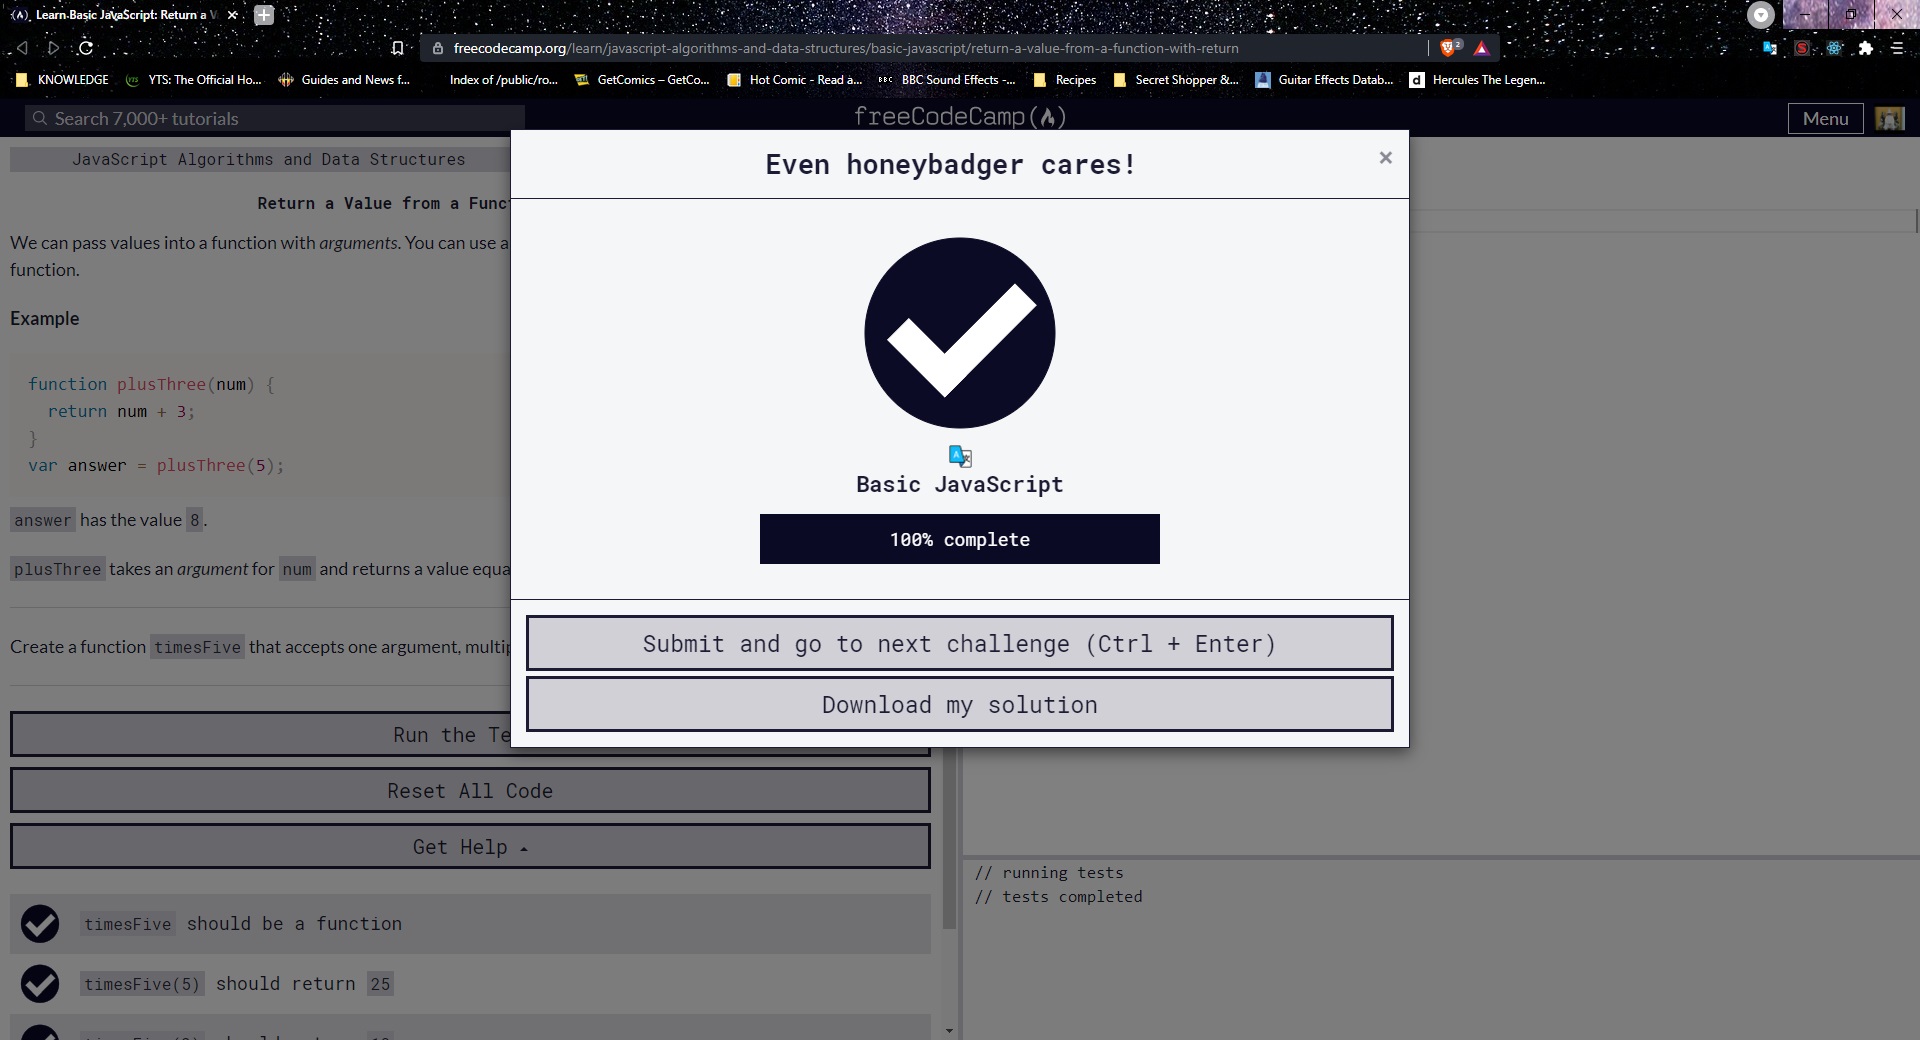 Learn Basic JavaScript: Return a V
freecodecamp.org/learn/javascript-algorithms-and-data-structures/basic-javascript/return-a-value-from-a-function-with-return
2
KNOWLEDGE
YTS: The Official Ho...
Guides and News f...
Index of /public/ro...
GetComics – GetCo...
Hot Comic - Read a...
BBC
BBC Sound Effects -...
Recipes
Secret Shopper &...
Guitar Effects Datab...
d
Hercules The Legen...
Search 7,000+ tutorials
freeCodeCamp
Menu
JavaScript Algorithms and Data Structures
Return a Value from a Func
We can pass values into a function with arguments. You can use a
function.
Example
function plusThree(num) {
return num + 3;
}
var answer = plusThree(5);
answer has the value 8.
plusThree takes an argument for num and returns a value equa
Create a function timesFive that accepts one argument, multip
Run the Te
Reset All Code
Get Help
timesFive should be a function
timesFive(5) should return 25
Even honeybadger cares!
×
Basic JavaScript
100% complete
Submit and go to next challenge (Ctrl + Enter)
Download my solution
// running tests
// tests completed